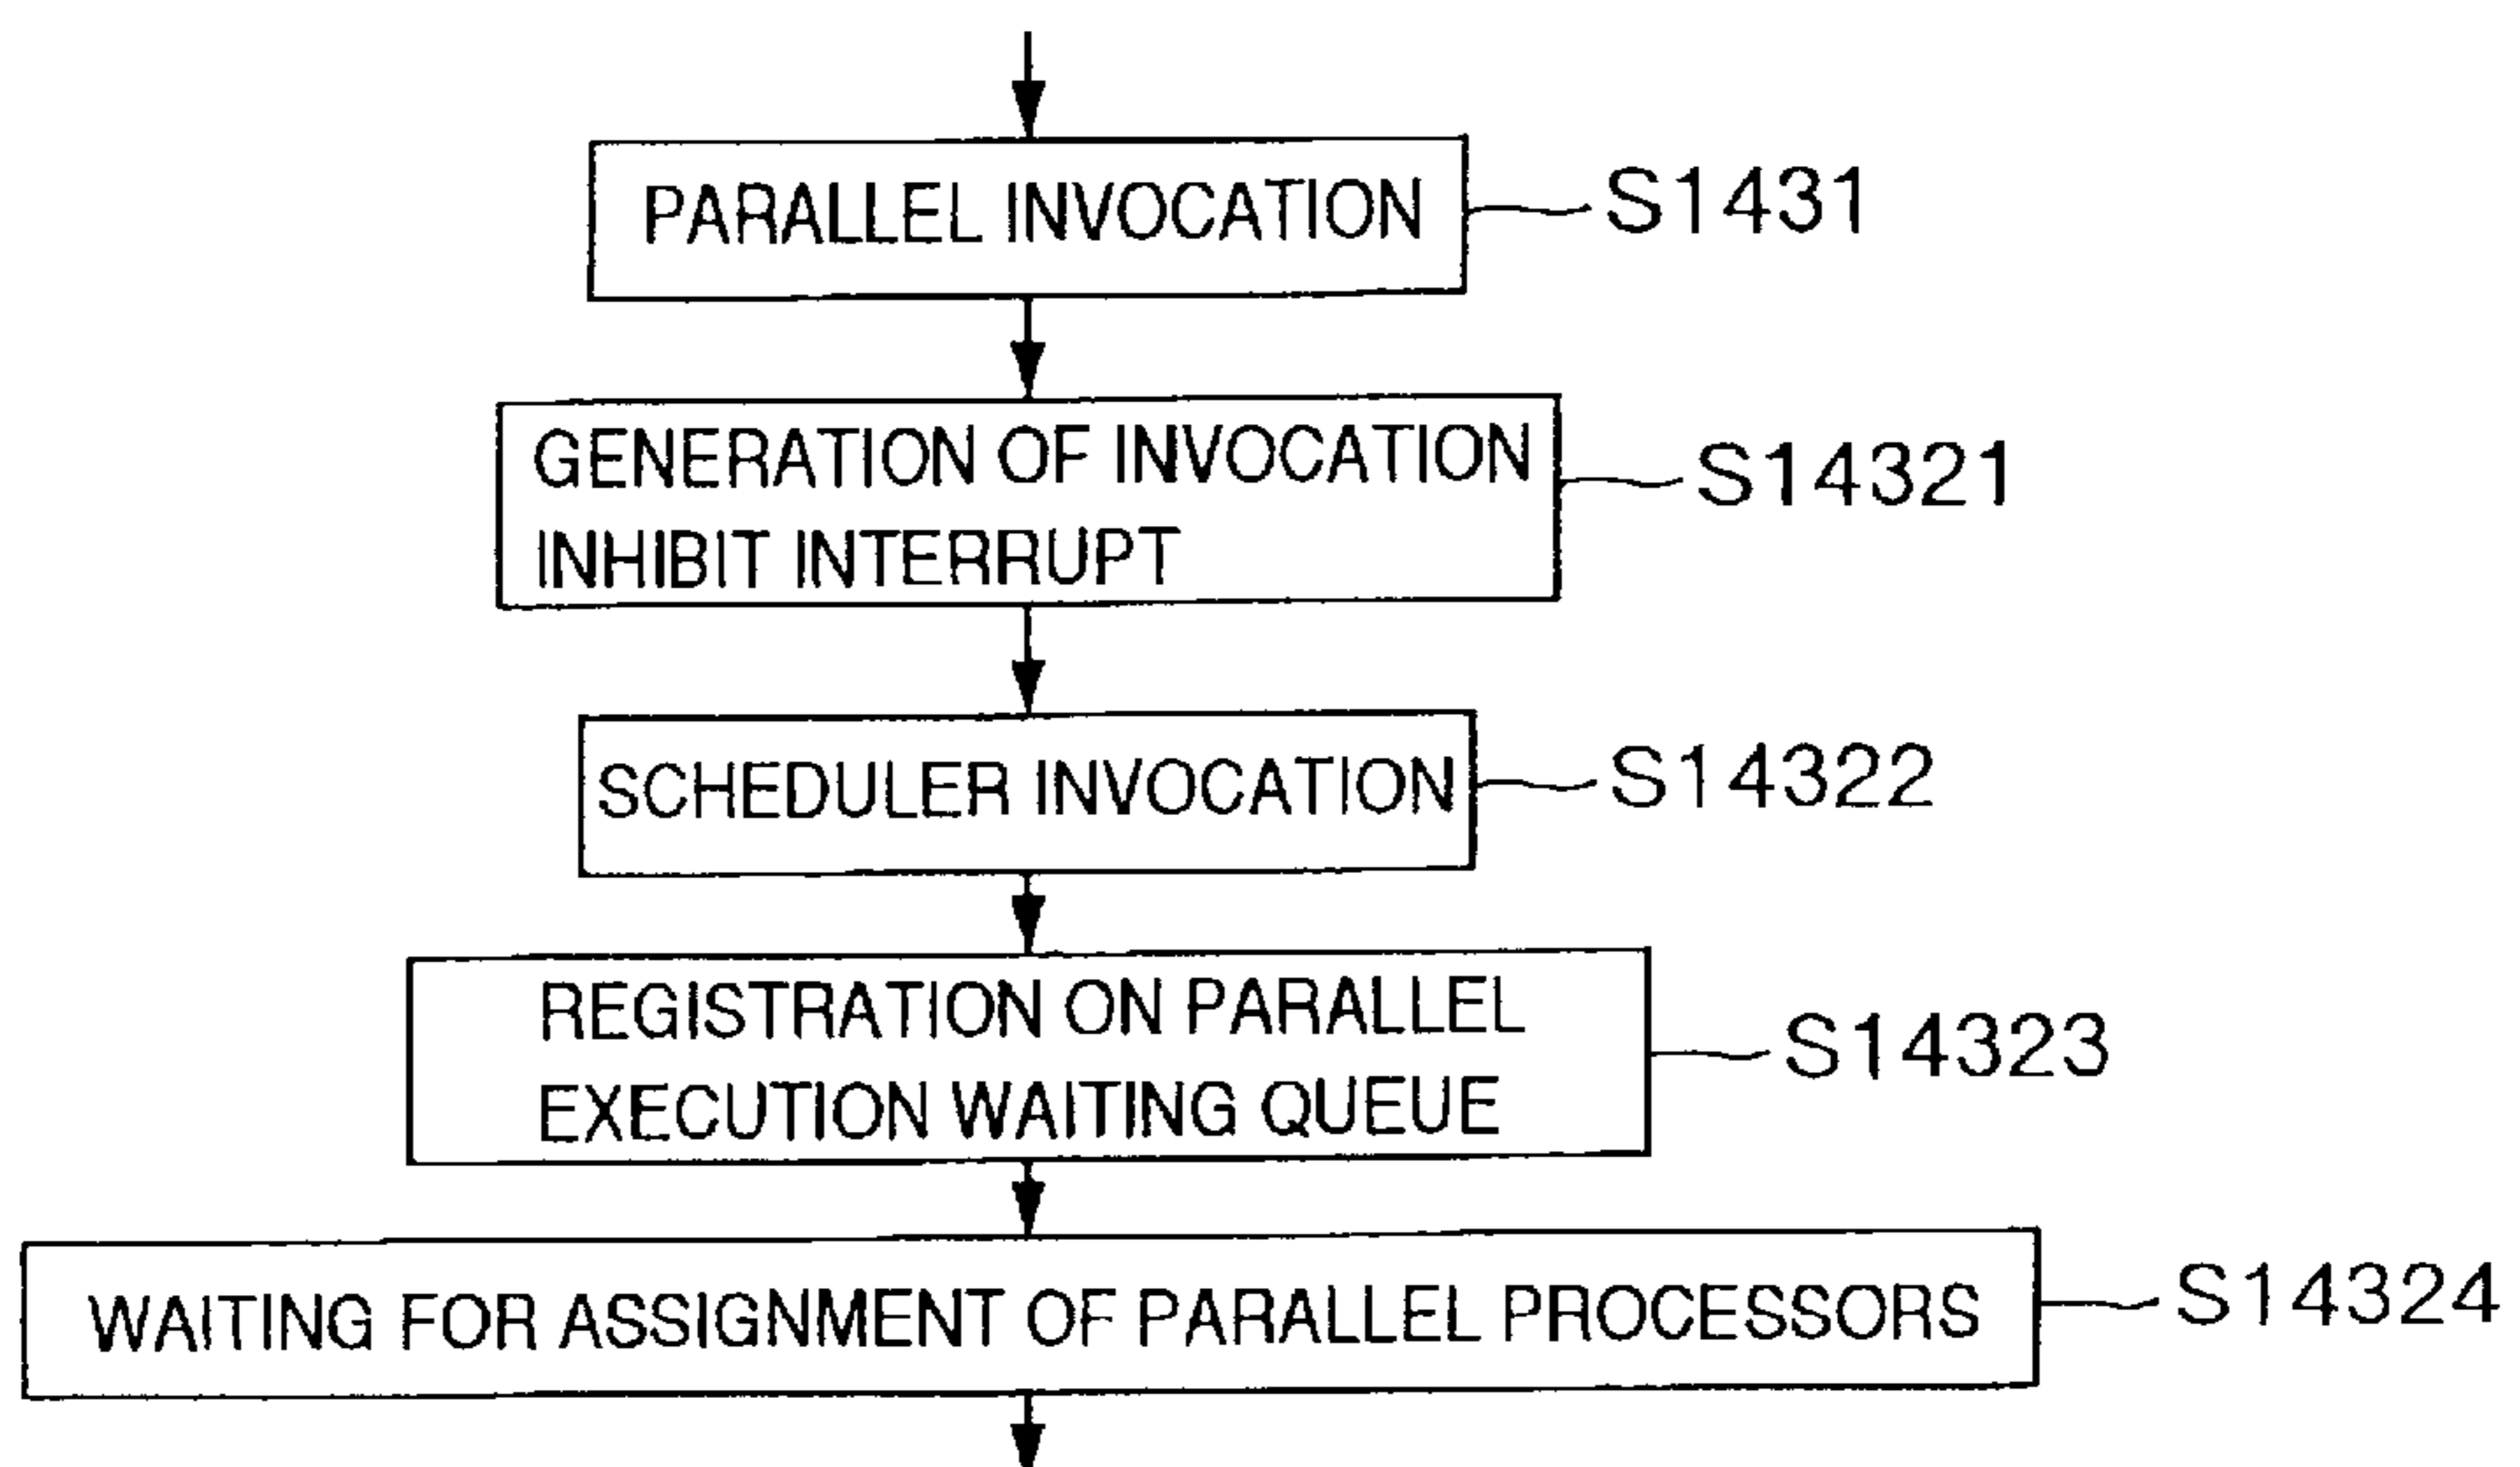 PARALLEL INVOCATION
S1431
GENERATION OF INVOCATION
INHIBIT INTERRUPT
S14321
SCHEDULER INVOCATION
S14322
REGISTRATION ON PARALLEL
EXECUTION WAITING QUEUE
S14323
WAITING FOR ASSIGNMENT OF PARALLEL PROCESSORS
S14324